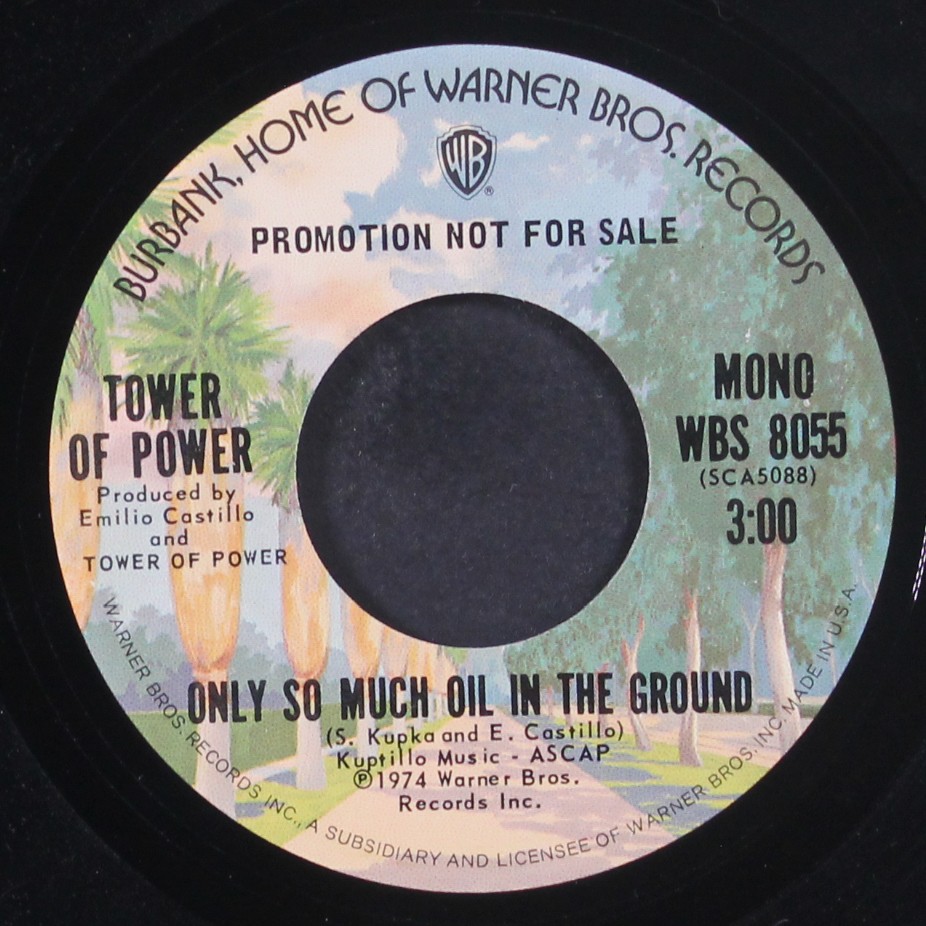 BURBANK, HOME OF WARNER BROS. RECORDS
WB®
PROMOTION NOT FOR SALE
TOWER
OF POWER
Produced by
Emilio Castillo
and
TOWER OF POWER
MONO
WBS 8055
(SCA5088)
3:00
ONLY SO MUCH OIL IN THE GROUND
(S. Kupka and E. Castillo)
Kuptillo Music - ASCAP
℗1974 Warner Bros.
Records Inc.
WARNER BROS. RECORDS INC., A SUBSIDIARY AND LICENSEE OF WARNER BROS. INC. MADE IN U.S.A.